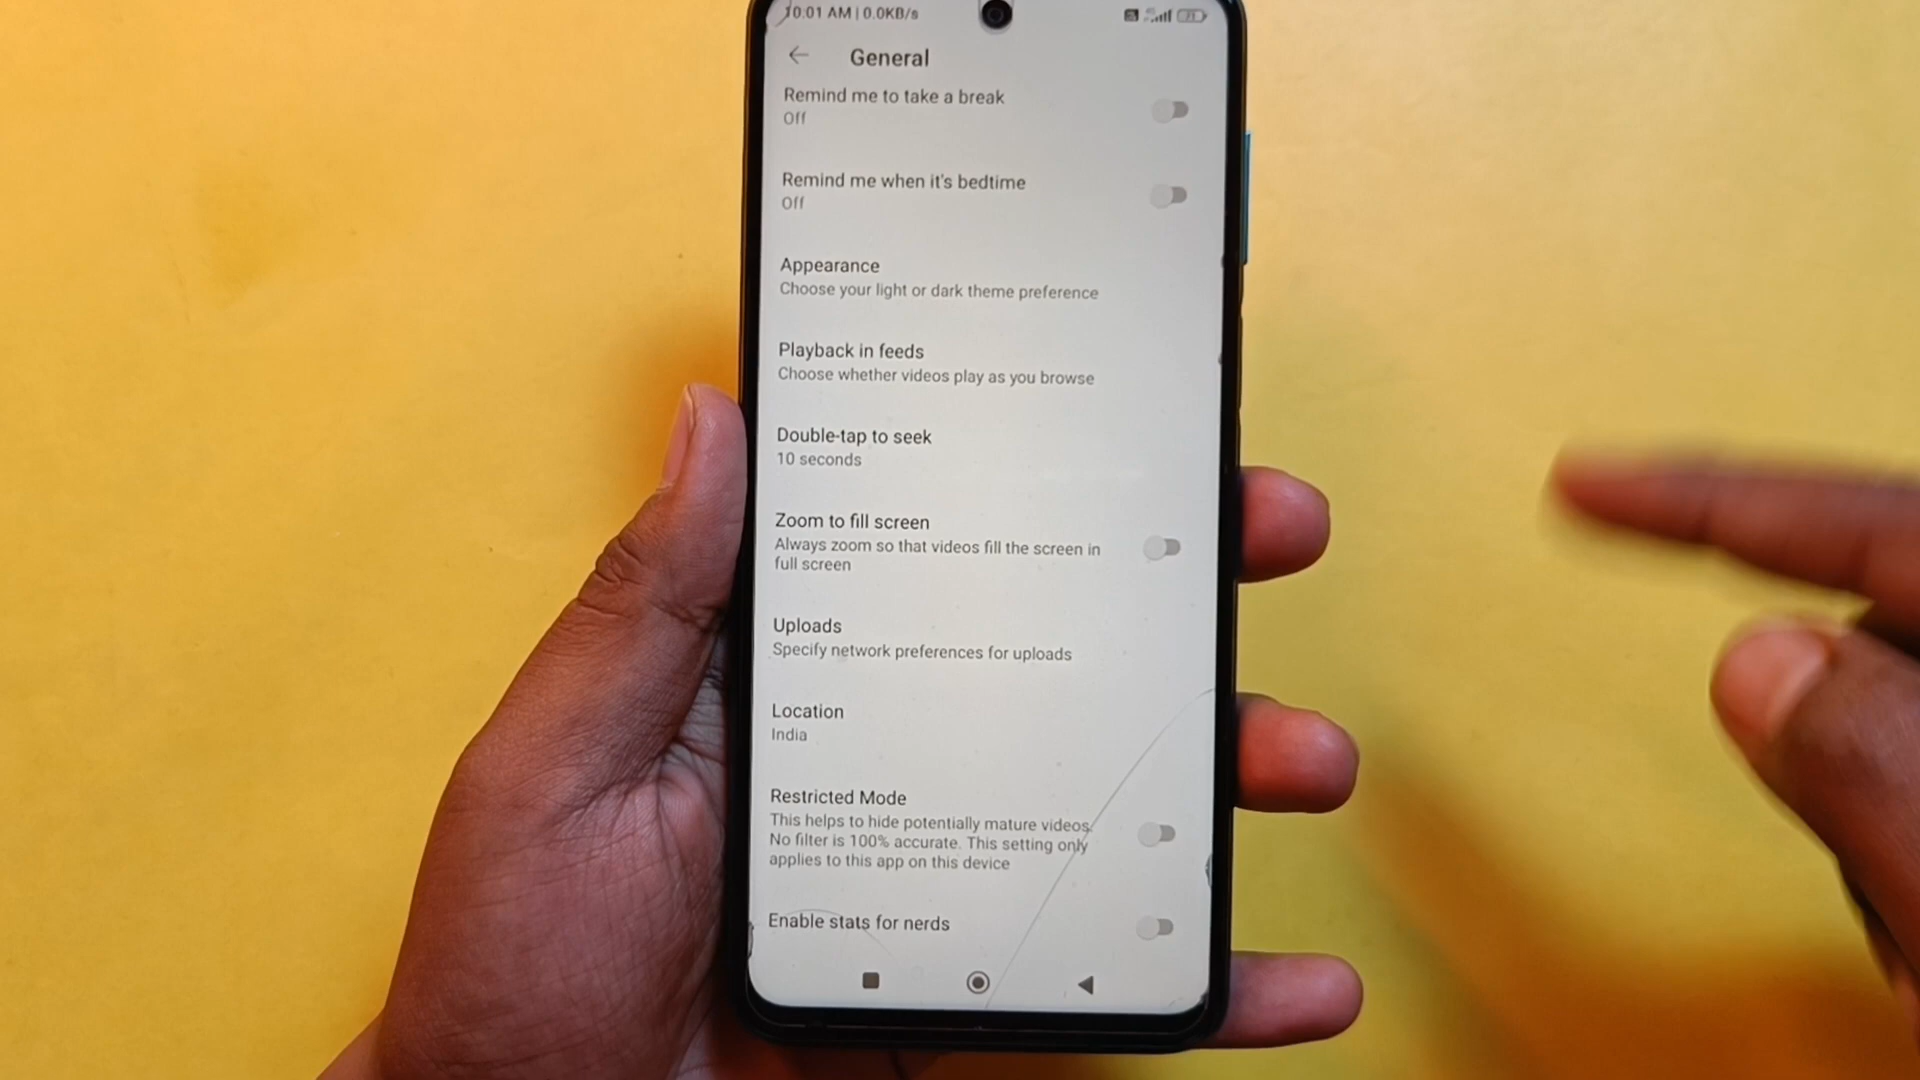 10:01 AM | 0.0KB/s
General
Remind me to take a break
Off
Remind me when it's bedtime
Off
Appearance
Choose your light or dark theme preference
Playback in feeds
Choose whether videos play as you browse
Double-tap to seek
10 seconds
Zoom to fill screen
Always zoom so that videos fill the screen in
full screen
Uploads
Specify network preferences for uploads
Location
India
Restricted Mode
This helps to hide potentially mature videos.
No filter is 100% accurate. This setting only
applies to this app on this device
Enable stats for nerds